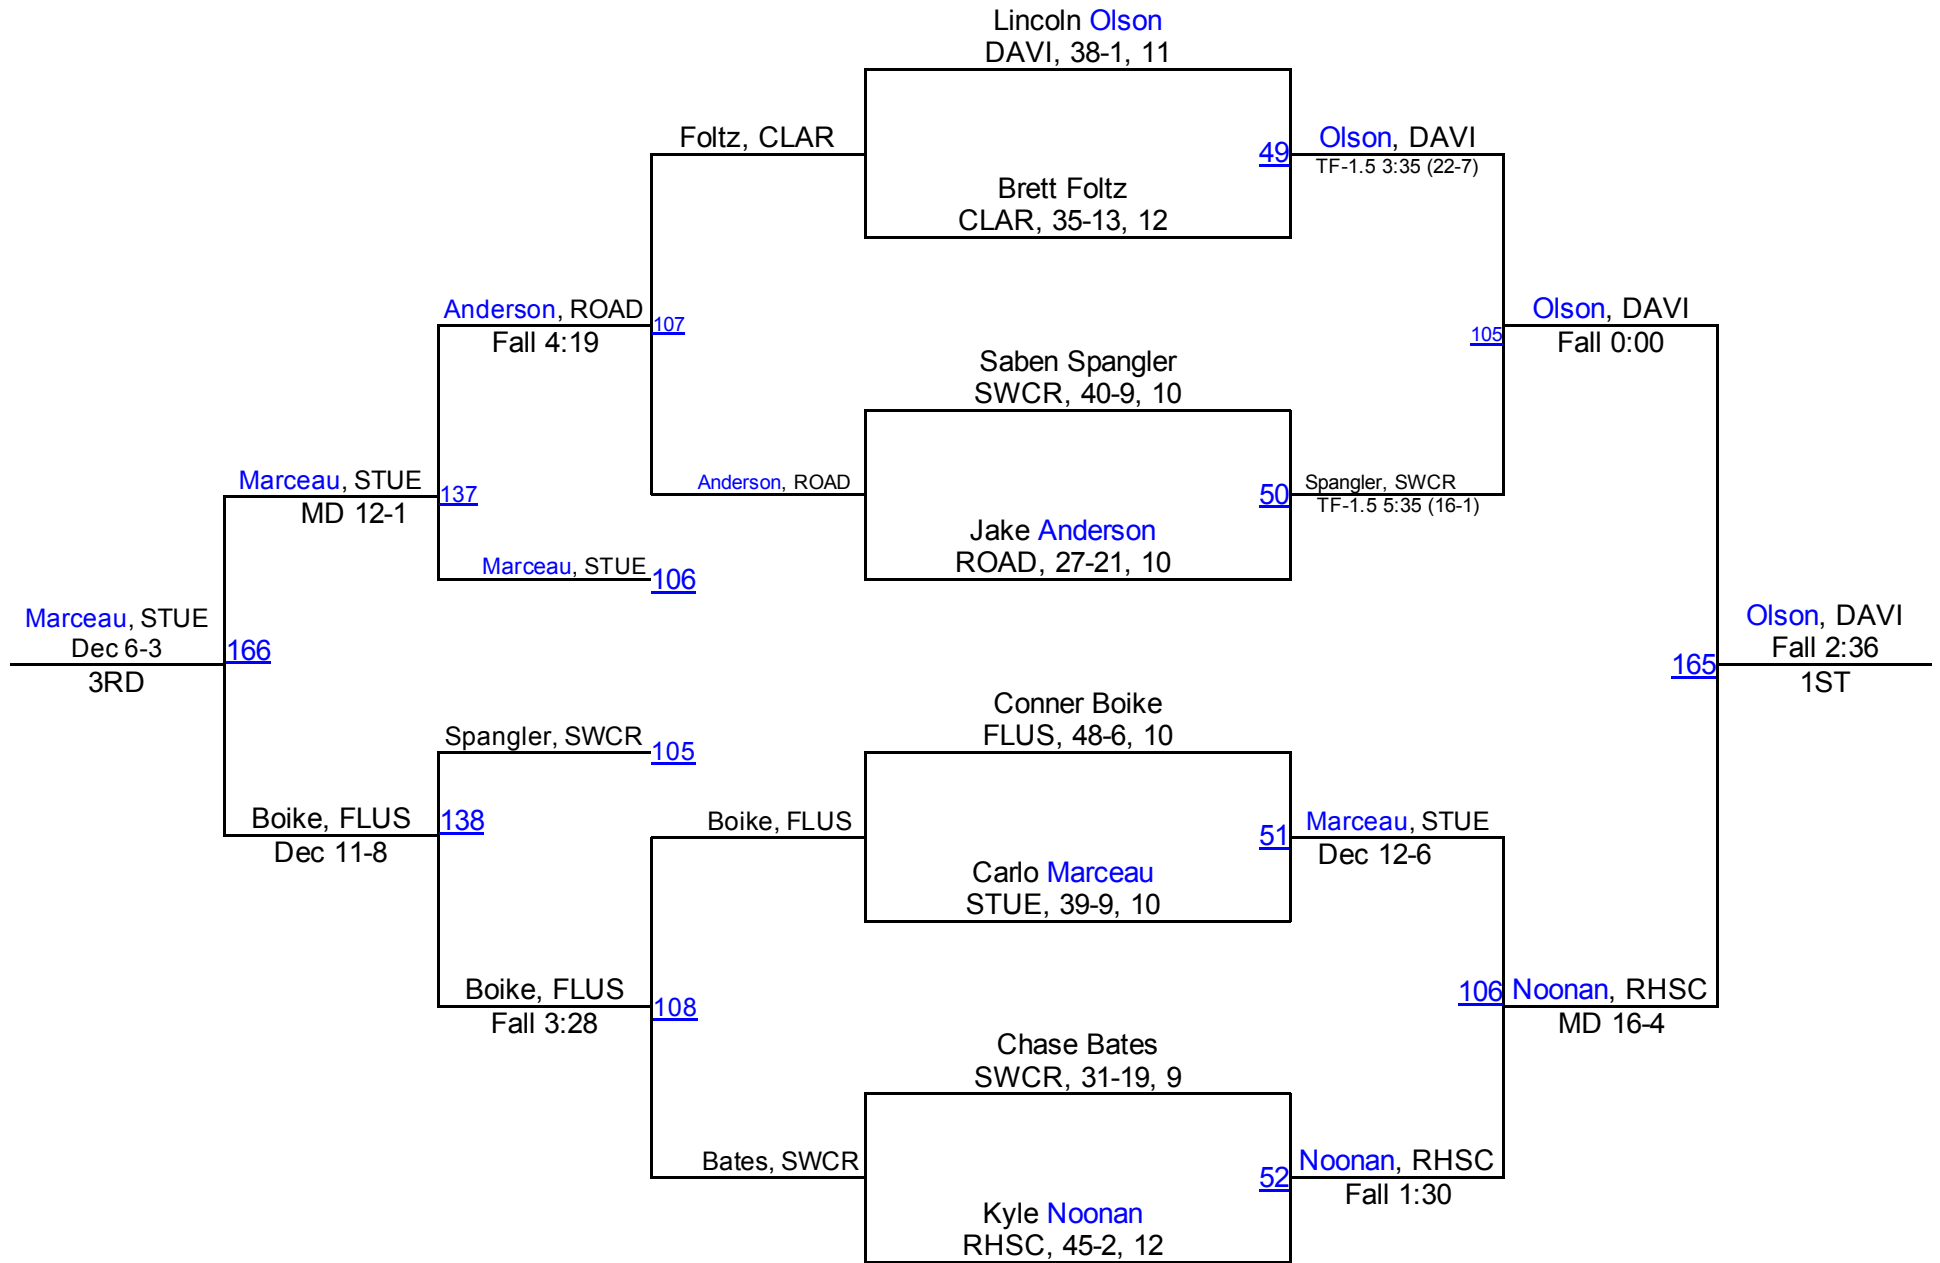 Lincoln Olson
DAVI, 38-1, 11
Foltz, CLAR
49
Olson, DAVI
TF-1.5 3:35 (22-7)
Brett Foltz
CLAR, 35-13, 12
Anderson, ROAD
107
Fall 4:19
Olson, DAVI
105
Fall 0:00
Saben Spangler
SWCR, 40-9, 10
Marceau, STUE
137
MD 12-1
Anderson, ROAD
50
Spangler, SWCR
TF-1.5 5:35 (16-1)
Jake Anderson
ROAD, 27-21, 10
Marceau, STUE
106
Marceau, STUE
Dec 6-3
166
3RD
Olson, DAVI
Fall 2:36
165
1ST
Conner Boike
FLUS, 48-6, 10
Spangler, SWCR
105
Boike, FLUS
138
Dec 11-8
Boike, FLUS
51
Marceau, STUE
Dec 12-6
Carlo Marceau
STUE, 39-9, 10
Boike, FLUS
108
Fall 3:28
106
Noonan, RHSC
MD 16-4
Chase Bates
SWCR, 31-19, 9
Bates, SWCR
52
Noonan, RHSC
Fall 1:30
Kyle Noonan
RHSC, 45-2, 12